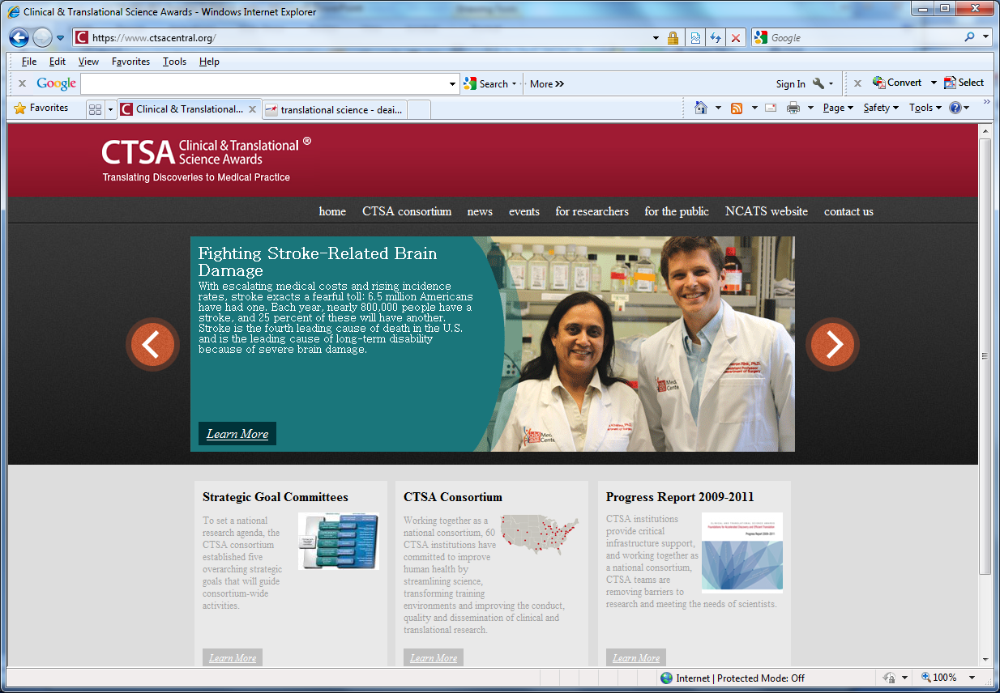 Clinical & Translational Science Awards - Windows Internet Explorer
https://www.ctsacentral.org/
Google
File Edit View Favorites Tools Help
x Google Search More >> Sign In x Convert Select
Favorites Clinical & Translational... x translational science - deai... Page Safety Tools
CTSA Clinical & Translational ®
Science Awards
Translating Discoveries to Medical Practice
home CTSA consortium news events for researchers for the public NCATS website contact us
Fighting Stroke-Related Brain
Damage
With escalating medical costs and rising incidence
rates, stroke exacts a fearful toll: 6.5 million Americans
have had one. Each year, nearly 800,000 people have a
stroke, and 25 percent of these will have another.
Stroke is the fourth leading cause of death in the U.S.
and is the leading cause of long-term disability
because of severe brain damage.
Learn More
Strategic Goal Committees
To set a national
research agenda, the
CTSA consortium
established five
overarching strategic
goals that will guide
consortium-wide
activities.
Learn More
CTSA Consortium
Working together as a
national consortium, 60
CTSA institutions have
committed to improve
human health by
streamlining science,
transforming training
environments and improving the conduct,
quality and dissemination of clinical and
translational research.
Learn More
Progress Report 2009-2011
CTSA institutions
provide critical
infrastructure support,
and working together as
a national consortium,
CTSA teams are
removing barriers to
research and meeting the needs of scientists.
Progress Report 2009-2011
Learn More
Internet | Protected Mode: Off 100%